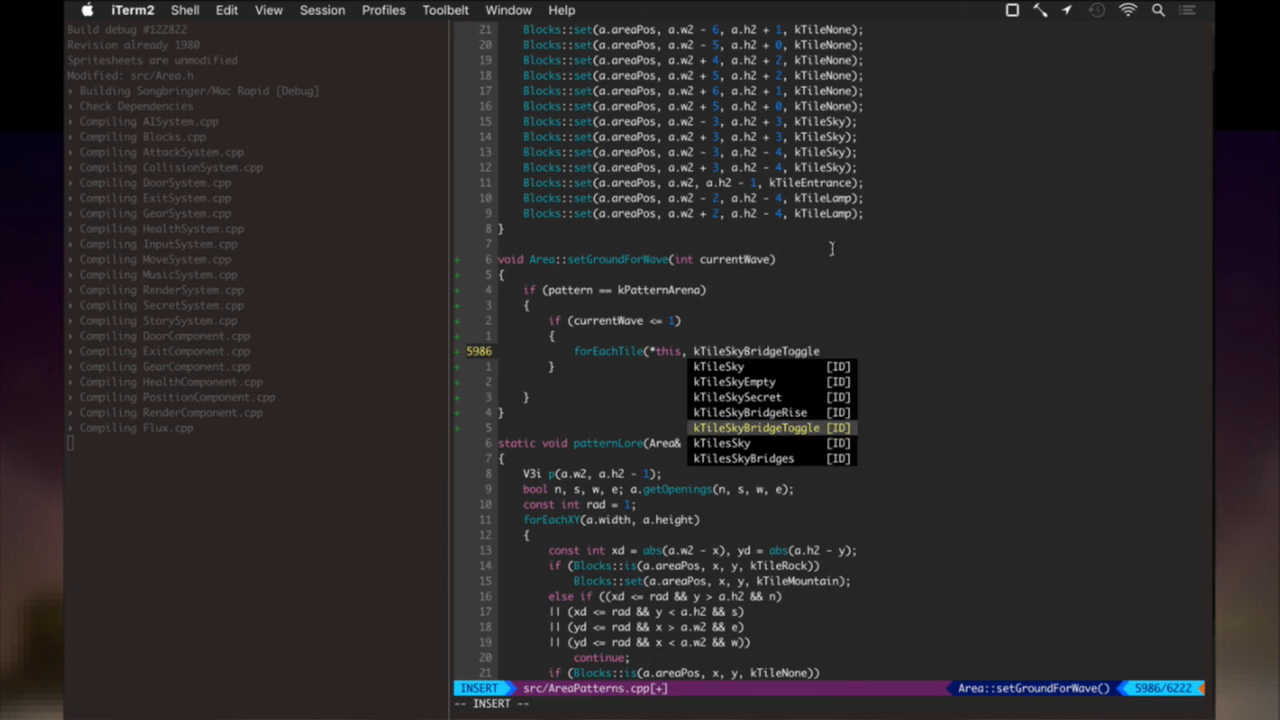 iTerm2 Shell Edit View Session Profiles Toolbelt Window Help
Build debug #122822
Revision already 1980
Spritesheets are unmodified
Modified: src/Area.h
Building Songbringer/Mac Rapid [Debug]
Check Dependencies
Compiling AISystem.cpp
Compiling Blocks.cpp
Compiling AttackSystem.cpp
Compiling CollisionSystem.cpp
Compiling DoorSystem.cpp
Compiling ExitSystem.cpp
Compiling GearSystem.cpp
Compiling HealthSystem.cpp
Compiling InputSystem.cpp
Compiling MoveSystem.cpp
Compiling MusicSystem.cpp
Compiling RenderSystem.cpp
Compiling SecretSystem.cpp
Compiling StorySystem.cpp
Compiling DoorComponent.cpp
Compiling ExitComponent.cpp
Compiling GearComponent.cpp
Compiling HealthComponent.cpp
Compiling PositionComponent.cpp
Compiling RenderComponent.cpp
Compiling Flux.cpp
21 Blocks::set(a.areaPos, a.w2 - 6, a.h2 + 1, kTileNone);
20 Blocks::set(a.areaPos, a.w2 - 5, a.h2 + 0, kTileNone);
19 Blocks::set(a.areaPos, a.w2 + 4, a.h2 + 2, kTileNone);
18 Blocks::set(a.areaPos, a.w2 + 5, a.h2 + 2, kTileNone);
17 Blocks::set(a.areaPos, a.w2 + 6, a.h2 + 1, kTileNone);
16 Blocks::set(a.areaPos, a.w2 + 5, a.h2 + 0, kTileNone);
15 Blocks::set(a.areaPos, a.w2 - 3, a.h2 + 3, kTileSky);
14 Blocks::set(a.areaPos, a.w2 + 3, a.h2 + 3, kTileSky);
13 Blocks::set(a.areaPos, a.w2 - 3, a.h2 - 4, kTileSky);
12 Blocks::set(a.areaPos, a.w2 + 3, a.h2 - 4, kTileSky);
11 Blocks::set(a.areaPos, a.w2, a.h2 - 1, kTileEntrance);
10 Blocks::set(a.areaPos, a.w2 - 2, a.h2 - 4, kTileLamp);
9 Blocks::set(a.areaPos, a.w2 + 2, a.h2 - 4, kTileLamp);
8 }
7
+ 6 void Area::setGroundForWave(int currentWave)
+ 5 {
+ 4 if (pattern == kPatternArena)
+ 3 {
+ 2 if (currentWave <= 1)
+ 1 {
+ 5986 forEachTile(*this, kTileSkyBridgeToggle
+ 1 } kTileSky [ID]
+ 2 kTileSkyEmpty [ID]
+ 3 } kTileSkySecret [ID]
+ 4 } kTileSkyBridgeRise [ID]
+ 5 kTileSkyBridgeToggle [ID]
6 static void patternLore(Area& kTilesSky [ID]
7 { kTilesSkyBridges [ID]
8 V3i p(a.w2, a.h2 - 1);
9 bool n, s, w, e; a.getOpenings(n, s, w, e);
10 const int rad = 1;
11 forEachXY(a.width, a.height)
12 {
13 const int xd = abs(a.w2 - x), yd = abs(a.h2 - y);
14 if (Blocks::is(a.areaPos, x, y, kTileRock))
15 Blocks::set(a.areaPos, x, y, kTileMountain);
16 else if ((xd <= rad && y > a.h2 && n)
17 || (xd <= rad && y < a.h2 && s)
18 || (yd <= rad && x > a.w2 && e)
19 || (yd <= rad && x < a.w2 && w))
20 continue;
21 if (Blocks::is(a.areaPos, x, y, kTileNone))
INSERT src/AreaPatterns.cpp[+] Area::setGroundForWave() 5986/6222
-- INSERT --